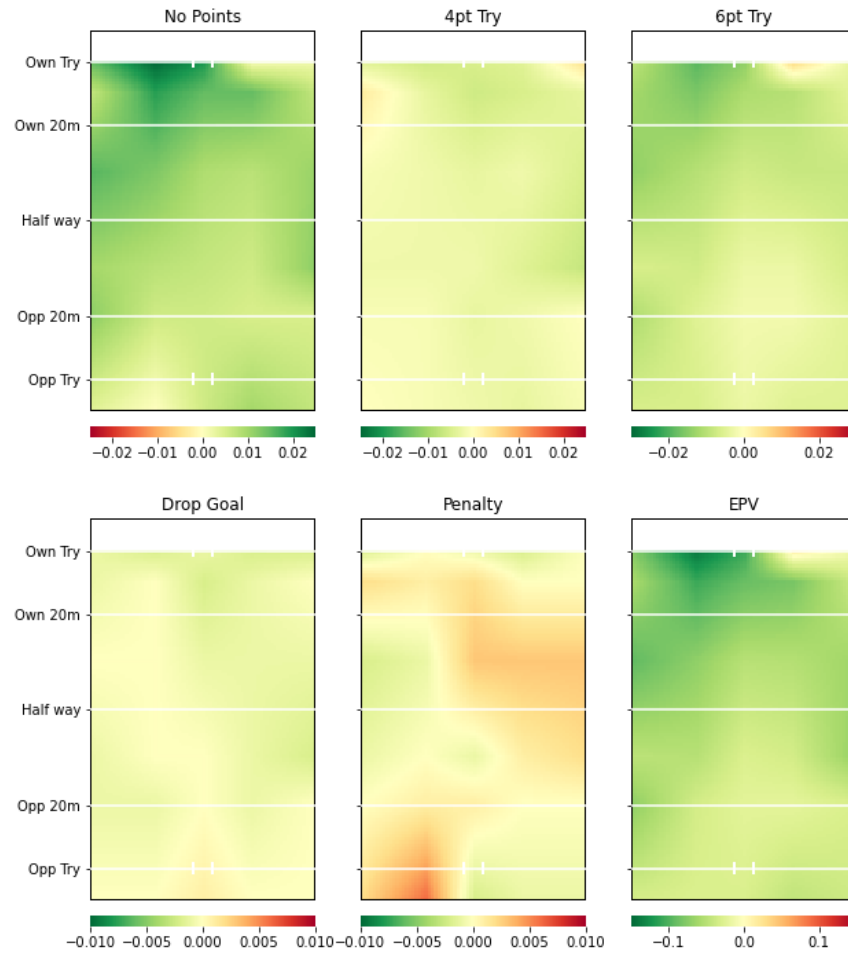 No Points 4pt Try 6pt Try
Own Try
Own 20m
Half way
Opp 20m
Opp Try
−0.02 −0.01 0.00 0.01 0.02 −0.02 −0.01 0.00 0.01 0.02 −0.02 0.00 0.02
Drop Goal Penalty EPV
Own Try
Own 20m
Half way
Opp 20m
Opp Try
−0.010 −0.005 0.000 0.005 0.010 −0.010 −0.005 0.000 0.005 0.010 −0.1 0.0 0.1